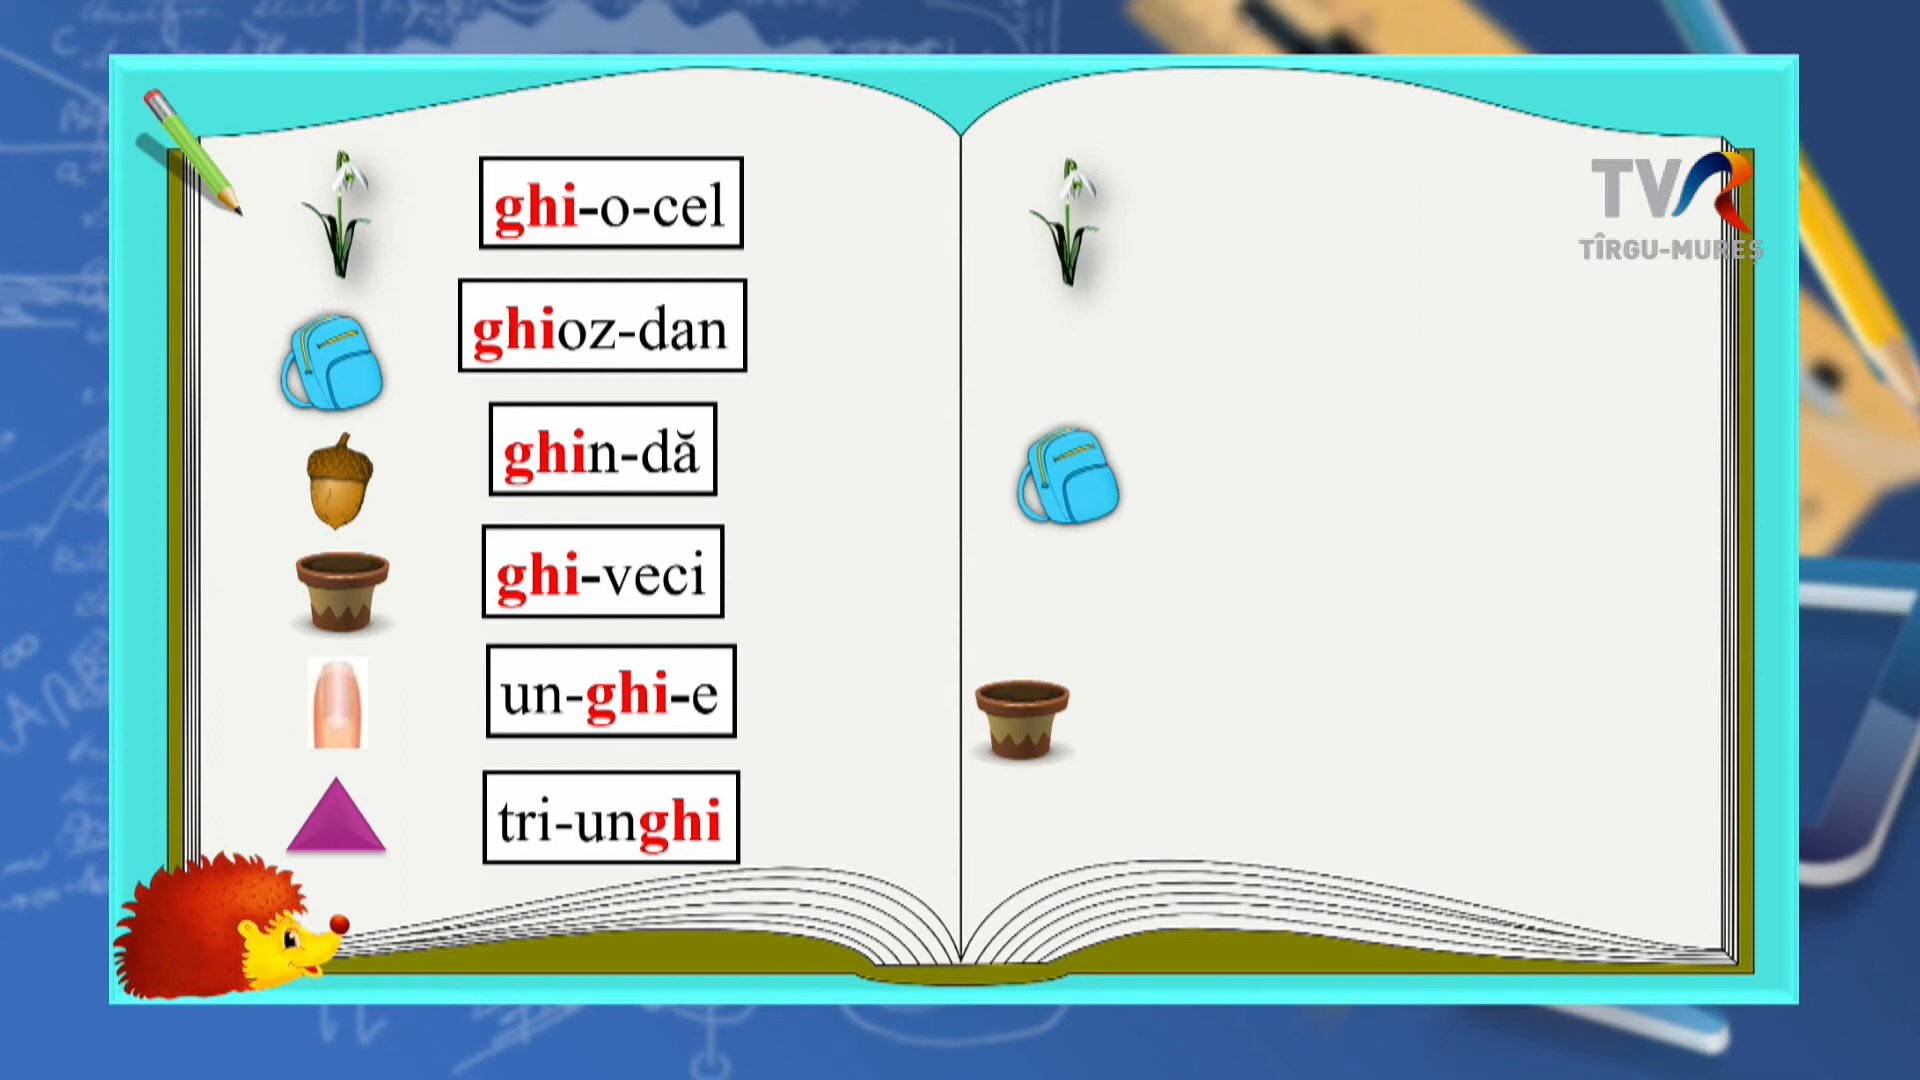 ghi-o-cel
ghioz-dan
ghin-dă
ghi-veci
un-ghi-e
tri-unghi
TVR
TÎRGU-MUREȘ